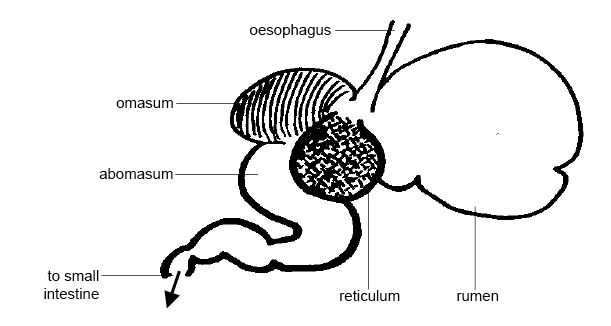 oesophagus
omasum
abomasum
to small
intestine
reticulum
rumen